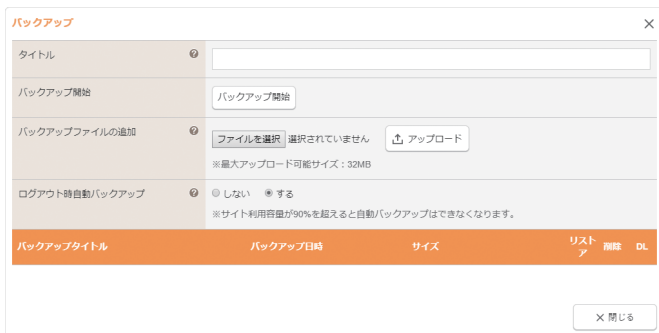 バックアップ
タイトル
バックアップ開始
バックアップ開始
バックアップファイルの追加
ファイルを選択 選択されていません
アップロード
※最大アップロード可能サイズ：32MB
ログアウト時自動バックアップ
しない する
※サイト利用容量が90%を超えると自動バックアップはできなくなります。
バックアップタイトル バックアップ日時 サイズ リストア 削除 DL
×閉じる